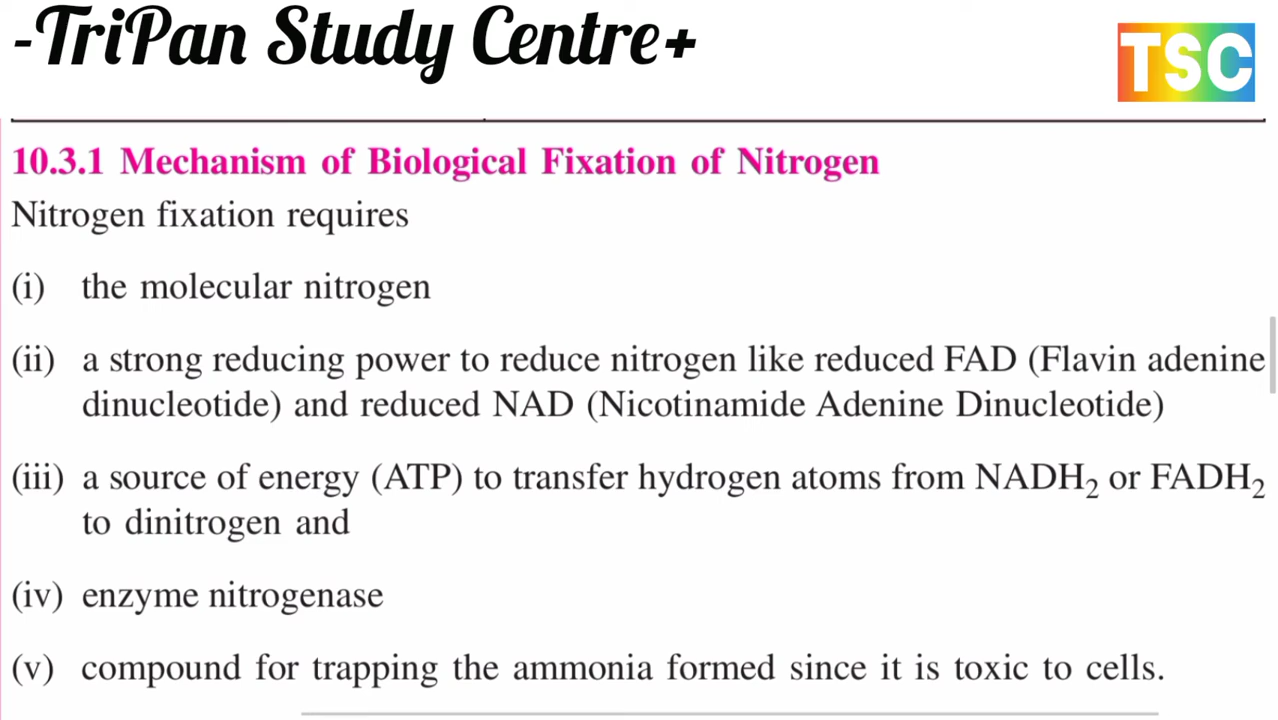 -TriPan Study Centre+
TSC
10.3.1 Mechanism of Biological Fixation of Nitrogen
Nitrogen fixation requires
(i) the molecular nitrogen
(ii) a strong reducing power to reduce nitrogen like reduced FAD (Flavin adenine
dinucleotide) and reduced NAD (Nicotinamide Adenine Dinucleotide)
(iii) a source of energy (ATP) to transfer hydrogen atoms from NADH₂ or FADH₂
to dinitrogen and
(iv) enzyme nitrogenase
(v) compound for trapping the ammonia formed since it is toxic to cells.